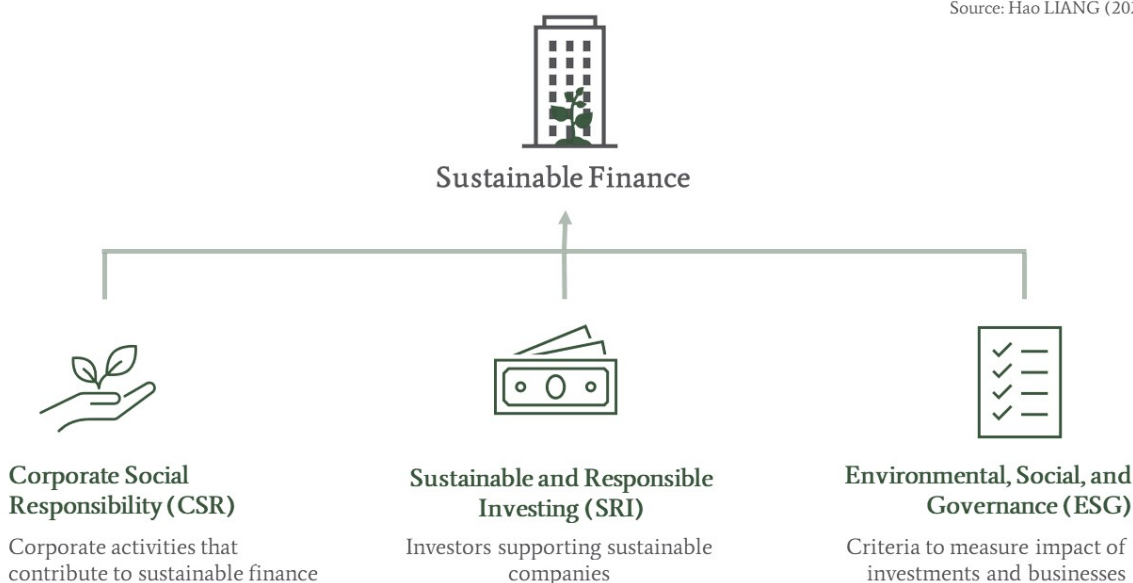 Source: Hao LIANG (202
Sustainable Finance
Corporate Social
Responsibility (CSR)
Corporate activities that
contribute to sustainable finance
Sustainable and Responsible
Investing (SRI)
Investors supporting sustainable
companies
Environmental, Social, and
Governance (ESG)
Criteria to measure impact of
investments and businesses